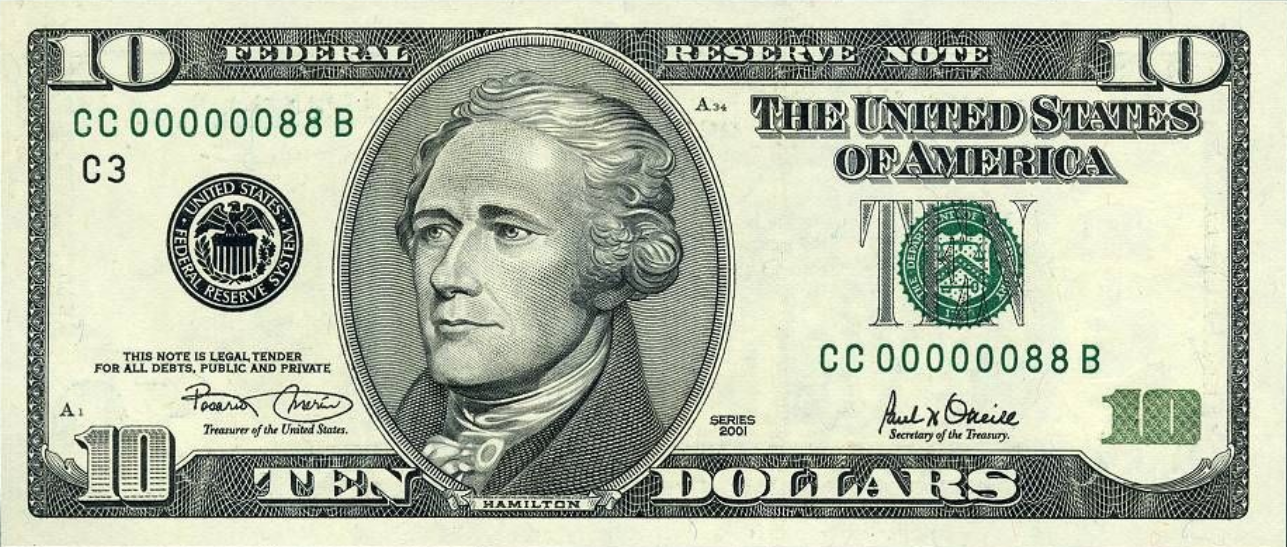 10 FEDERAL RESERVE NOTE 10
CC 00000088 B
C3
UNITED STATES
FEDERAL RESERVE SYSTEM
A 34
THE UNITED STATES
OF AMERICA
TEN
THIS NOTE IS LEGAL TENDER
FOR ALL DEBTS, PUBLIC AND PRIVATE
Rosario Marin
Treasurer of the United States.
A 1
SERIES
2001
CC 00000088 B
Paul H O'Neill
Secretary of the Treasury.
10
10 TEN DOLLARS
HAMILTON